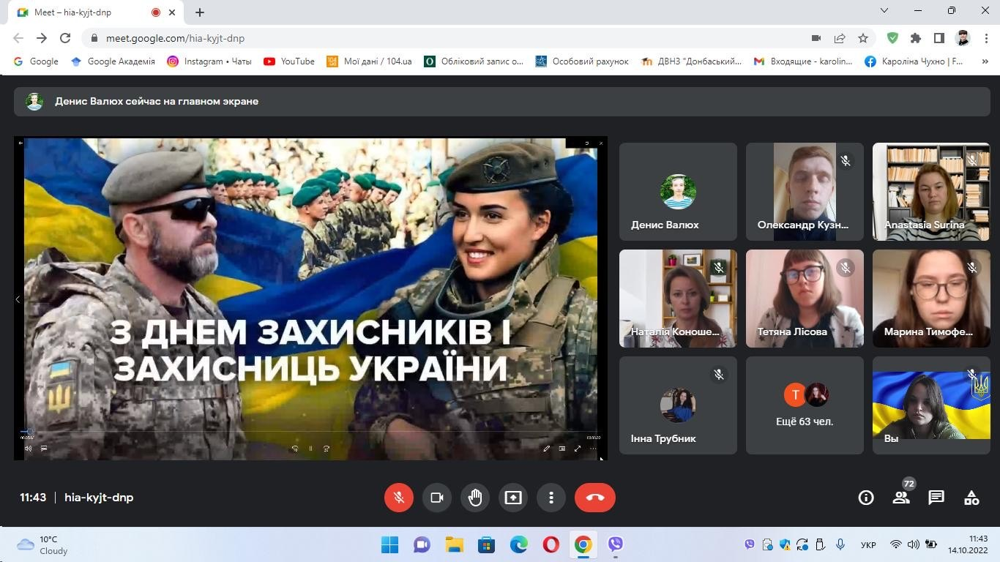 Meet – hia-kyjt-dnp
meet.google.com/hia-kyjt-dnp
Google
Google Академія
Instagram • Чаты
YouTube
Мої дані / 104.ua
Обліковий запис о...
Особовий рахунок
ДВНЗ "Донбаський...
Входящие - karolin...
Кароліна Чухно | F...
»
Денис Валюх сейчас на главном экране
З ДНЕМ ЗАХИСНИКІВ І
ЗАХИСНИЦЬ УКРАЇНИ
Денис Валюх
Олександр Кузн...
Anastasia Surina
Наталія Коноше...
Тетяна Лісова
Марина Тимофе...
Інна Трубник
Т
Ещё 63 чел.
Вы
11:43 | hia-kyjt-dnp
72
10°C
Cloudy
УКР
11:43
14.10.2022